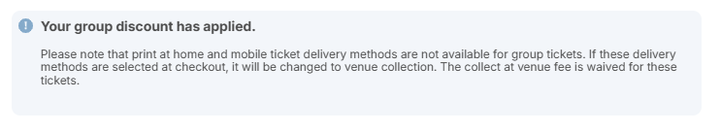 Your group discount has applied.
Please note that print at home and mobile ticket delivery methods are not available for group tickets. If these delivery
methods are selected at checkout, it will be changed to venue collection. The collect at venue fee is waived for these
tickets.